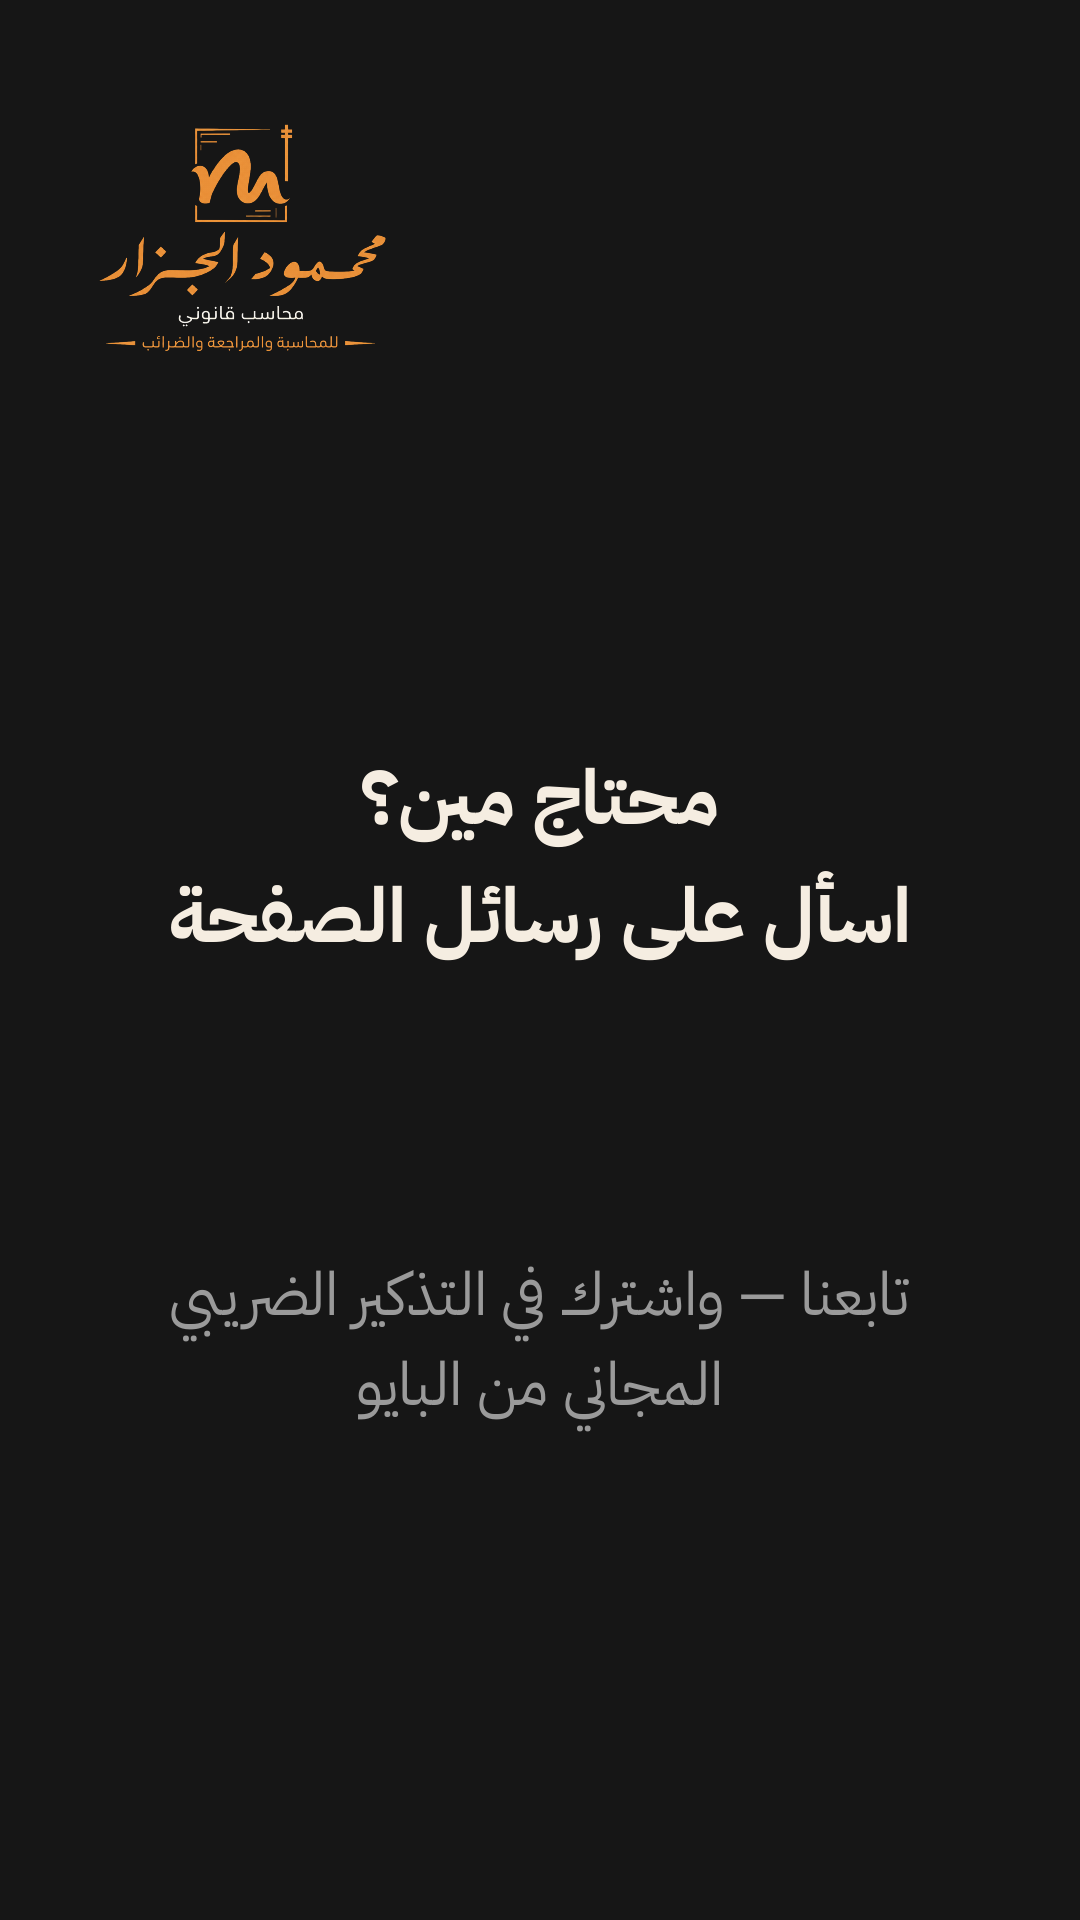 محمود الجزار
محاسب قانوني
للمحاسبة والمراجعة والضرائب
محتاج مين؟
اسأل على رسائل الصفحة
تابعنا — واشترك في التذكير الضريبي
المجاني من البايو